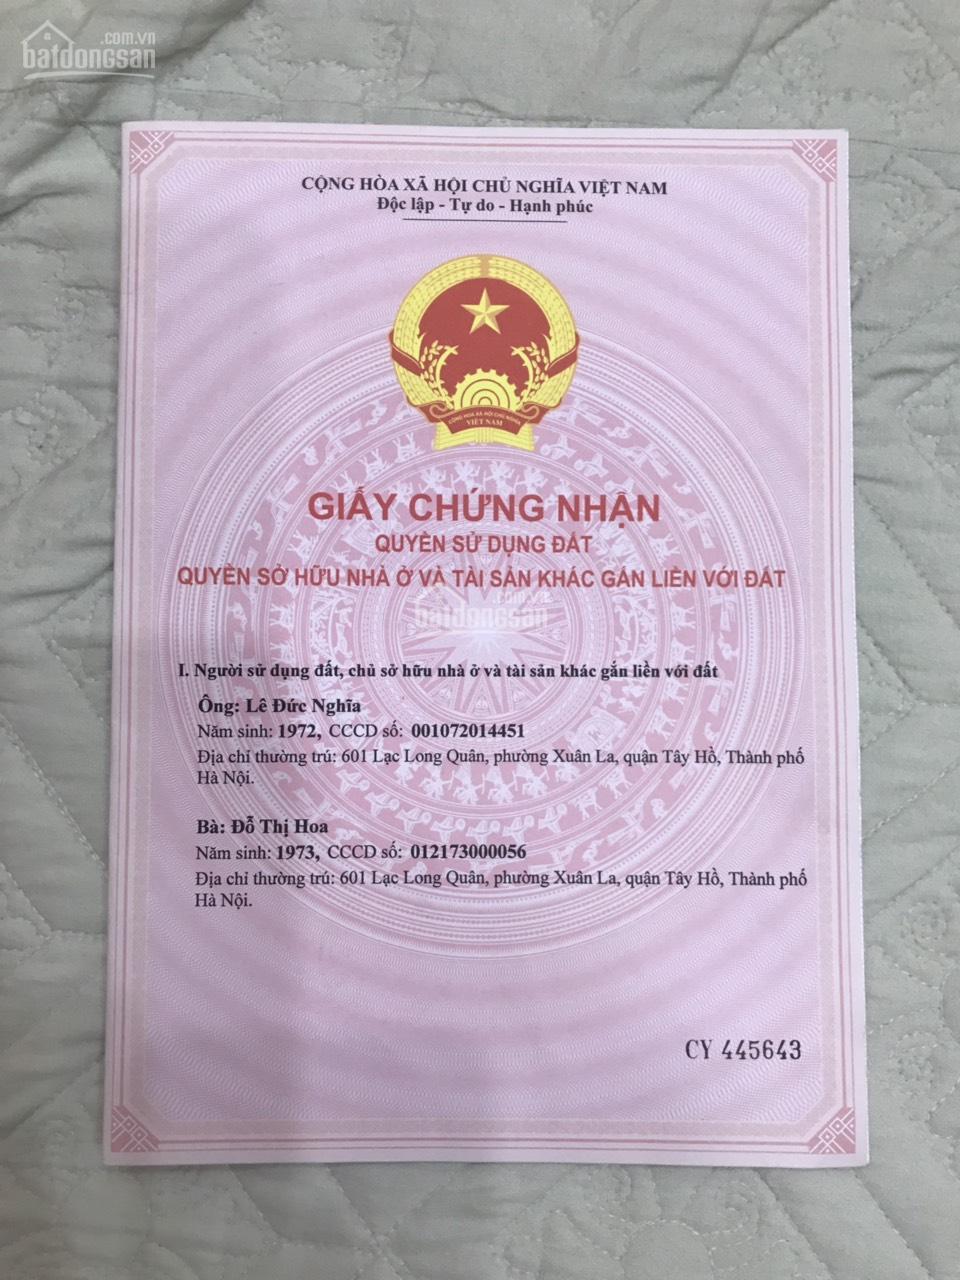 .com.vn
batdongsan
CỘNG HÒA XÃ HỘI CHỦ NGHĨA VIỆT NAM
Độc lập - Tự do - Hạnh phúc
CỘNG HÒA XÃ HỘI CHỦ NGHĨA
VIỆT NAM
GIẤY CHỨNG NHẬN
QUYỀN SỬ DỤNG ĐẤT
QUYỀN SỞ HỮU NHÀ Ở VÀ TÀI SẢN KHÁC GẮN LIỀN VỚI ĐẤT
.com.vn
batdongsan
I. Người sử dụng đất, chủ sở hữu nhà ở và tài sản khác gắn liền với đất
Ông: Lê Đức Nghĩa
Năm sinh: 1972, CCCD số: 001072014451
Địa chỉ thường trú: 601 Lạc Long Quân, phường Xuân La, quận Tây Hồ, Thành phố
Hà Nội.
Bà: Đỗ Thị Hoa
Năm sinh: 1973, CCCD số: 012173000056
Địa chỉ thường trú: 601 Lạc Long Quân, phường Xuân La, quận Tây Hồ, Thành phố
Hà Nội.
CY 445643